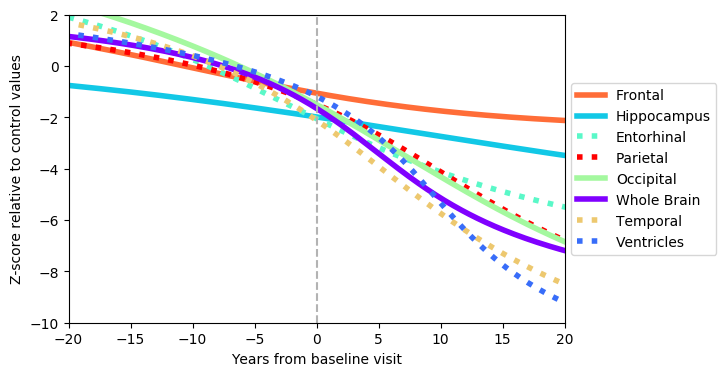 2
0
−2
−4
−6
−8
−10
Z-score relative to control values
−20
−15
−10
−5
0
5
10
15
20
Years from baseline visit
Frontal
Hippocampus
Entorhinal
Parietal
Occipital
Whole Brain
Temporal
Ventricles